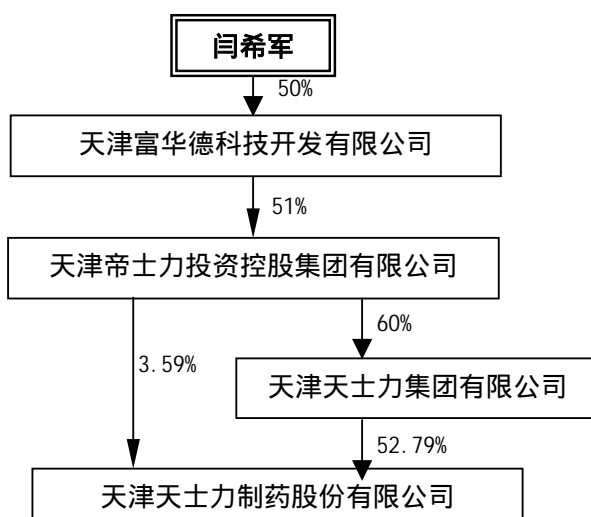 闫希军
50%
天津富华德科技开发有限公司
51%
天津帝士力投资控股集团有限公司
60%
3.59%
天津天士力集团有限公司
52.79%
天津天士力制药股份有限公司